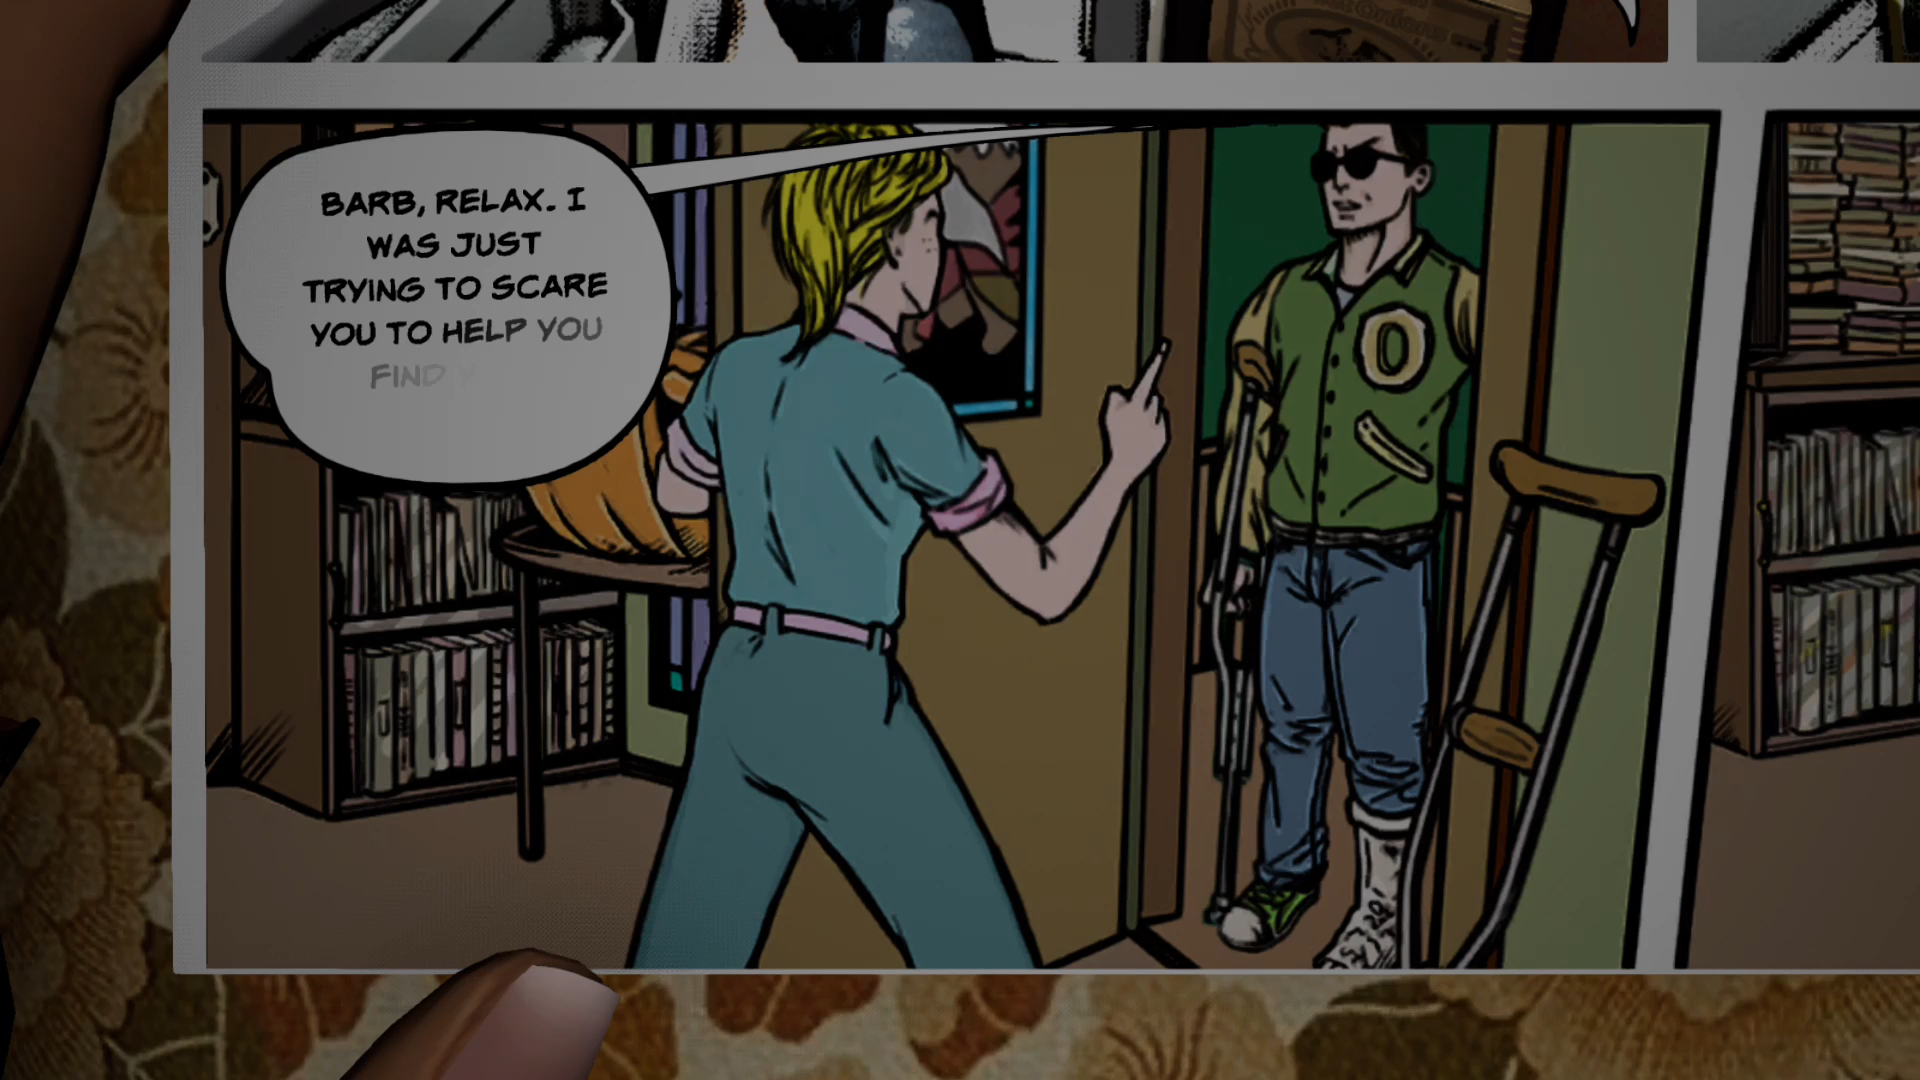 BARB, RELAX. I
WAS JUST
TRYING TO SCARE
YOU TO HELP YOU
FIND Y
O